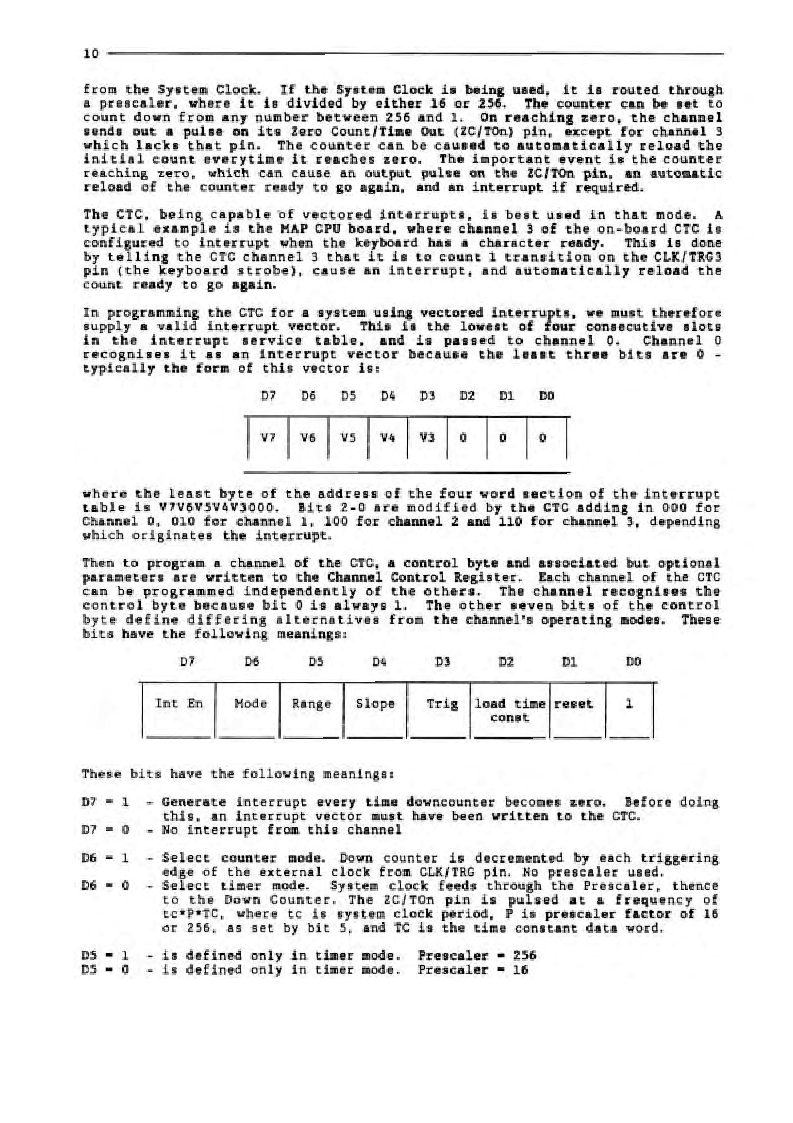 10
from the System Clock. If the System Clock is being used, it is routed through
a prescaler, where it is divided by either 16 or 256. The counter can be set to
count down from any number between 256 and 1. On reaching zero, the channel
sends out a pulse on its Zero Count/Time Out (ZC/TOn) pin, except for channel 3
which lacks that pin. The counter can be caused to automatically reload the
initial count everytime it reaches zero. The important event is the counter
reaching zero, which can cause an output pulse on the ZC/TOn pin, an automatic
reload of the counter ready to go again, and an interrupt if required.
The CTC, being capable of vectored interrupts, is best used in that mode. A
typical example is the MAP CPU board, where channel 3 of the on-board CTC is
configured to interrupt when the keyboard has a character ready. This is done
by telling the CTC channel 3 that it is to count 1 transition on the CLK/TRG3
pin (the keyboard strobe), cause an interrupt, and automatically reload the
count ready to go again.
In programming the CTC for a system using vectored interrupts, we must therefore
supply a valid interrupt vector. This is the lowest of four consecutive slots
in the interrupt service table, and is passed to channel 0. Channel 0
recognises it as an interrupt vector because the least three bits are 0 -
typically the form of this vector is:
D7 D6 D5 D4 D3 D2 D1 D0
V7 V6 V5 V4 V3 0 0 0
where the least byte of the address of the four word section of the interrupt
table is V7V6V5V4V3000. Bits 2-0 are modified by the CTC adding in 000 for
Channel 0, 010 for channel 1, 100 for channel 2 and 110 for channel 3, depending
which originates the interrupt.
Then to program a channel of the CTC, a control byte and associated but optional
parameters are written to the Channel Control Register. Each channel of the CTC
can be programmed independently of the others. The channel recognises the
control byte because bit 0 is always 1. The other seven bits of the control
byte define differing alternatives from the channel's operating modes. These
bits have the following meanings:
D7 D6 D5 D4 D3 D2 D1 D0
Int En Mode Range Slope Trig load time reset 1
const
These bits have the following meanings:
D7 = 1 - Generate interrupt every time downcounter becomes zero. Before doing
this, an interrupt vector must have been written to the CTC.
D7 = 0 - No interrupt from this channel
D6 = 1 - Select counter mode. Down counter is decremented by each triggering
edge of the external clock from CLK/TRG pin. No prescaler used.
D6 = 0 - Select timer mode. System clock feeds through the Prescaler, thence
to the Down Counter. The ZC/TOn pin is pulsed at a frequency of
tc*P*TC, where tc is system clock period, P is prescaler factor of 16
or 256, as set by bit 5, and TC is the time constant data word.
D5 = 1 - is defined only in timer mode. Prescaler = 256
D5 = 0 - is defined only in timer mode. Prescaler = 16